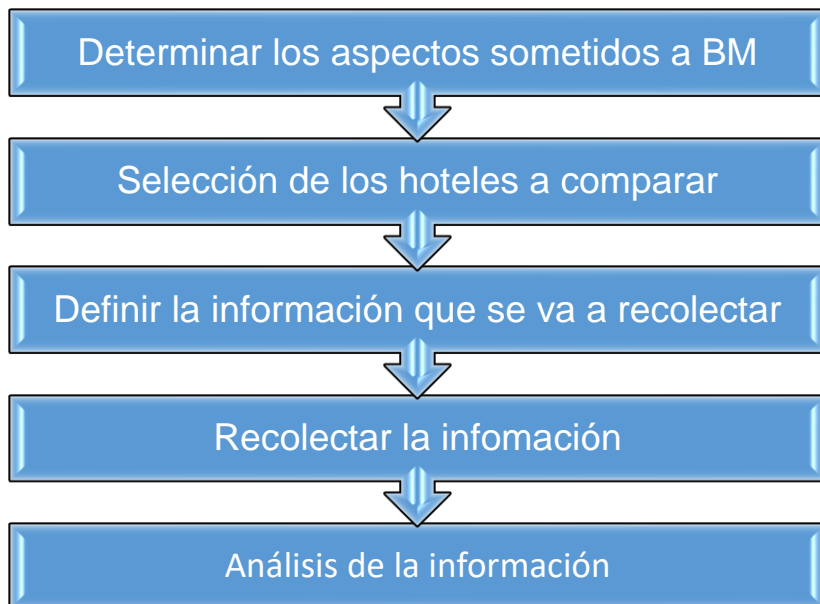 Determinar los aspectos sometidos a BM
Selección de los hoteles a comparar
Definir la información que se va a recolectar
Recolectar la infomación
Análisis de la información